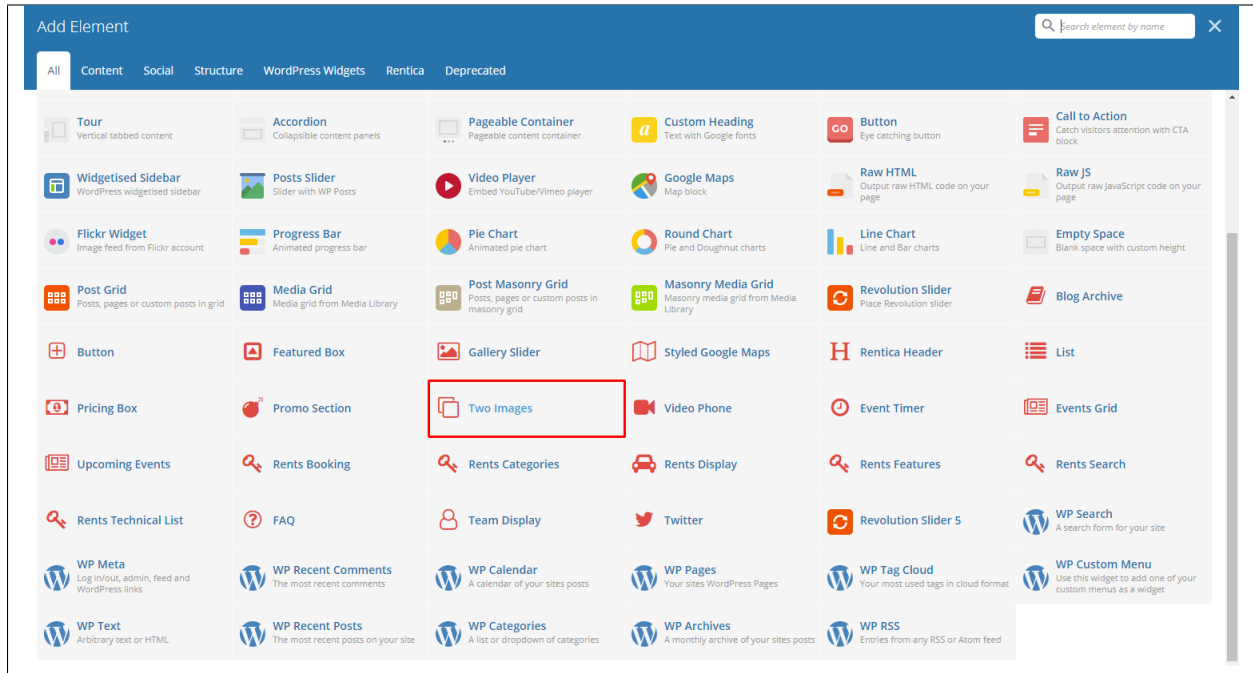 Add Element
Search element by name
All Content Social Structure WordPress Widgets Rentica Deprecated
Tour
Vertical tabbed content
Accordion
Collapsible content panels
Pageable Container
Pageable content container
a
Custom Heading
Text with Google fonts
GO
Button
Eye catching button
Call to Action
Catch visitors attention with CTA
block
Widgetised Sidebar
WordPress widgetised sidebar
Posts Slider
Slider with WP Posts
Video Player
Embed YouTube/Vimeo player
Google Maps
Map block
Raw HTML
Output raw HTML code on your
page
Raw JS
Output raw JavaScript code on your
page
Flickr Widget
Image feed from Flickr account
Progress Bar
Animated progress bar
Pie Chart
Animated pie chart
Round Chart
Pie and Doughnut charts
Line Chart
Line and Bar charts
Empty Space
Blank space with custom height
Post Grid
Posts, pages or custom posts in grid
Media Grid
Media grid from Media Library
Post Masonry Grid
Posts, pages or custom posts in
masonry grid
Masonry Media Grid
Masonry media grid from Media
Library
Revolution Slider
Place Revolution slider
Blog Archive
Button
Featured Box
Gallery Slider
Styled Google Maps
H
Rentica Header
List
Pricing Box
Promo Section
Two Images
Video Phone
Event Timer
Events Grid
Upcoming Events
Rents Booking
Rents Categories
Rents Display
Rents Features
Rents Search
Rents Technical List
FAQ
Team Display
Twitter
Revolution Slider 5
WP Search
A search form for your site
WP Meta
Log in/out, admin, feed and
WordPress links
WP Recent Comments
The most recent comments
WP Calendar
A calendar of your sites posts
WP Pages
Your sites WordPress Pages
WP Tag Cloud
Your most used tags in cloud format
WP Custom Menu
Use this widget to add one of your
custom menus as a widget
WP Text
Arbitrary text or HTML
WP Recent Posts
The most recent posts on your site
WP Categories
A list or dropdown of categories
WP Archives
A monthly archive of your sites posts
WP RSS
Entries from any RSS or Atom feed